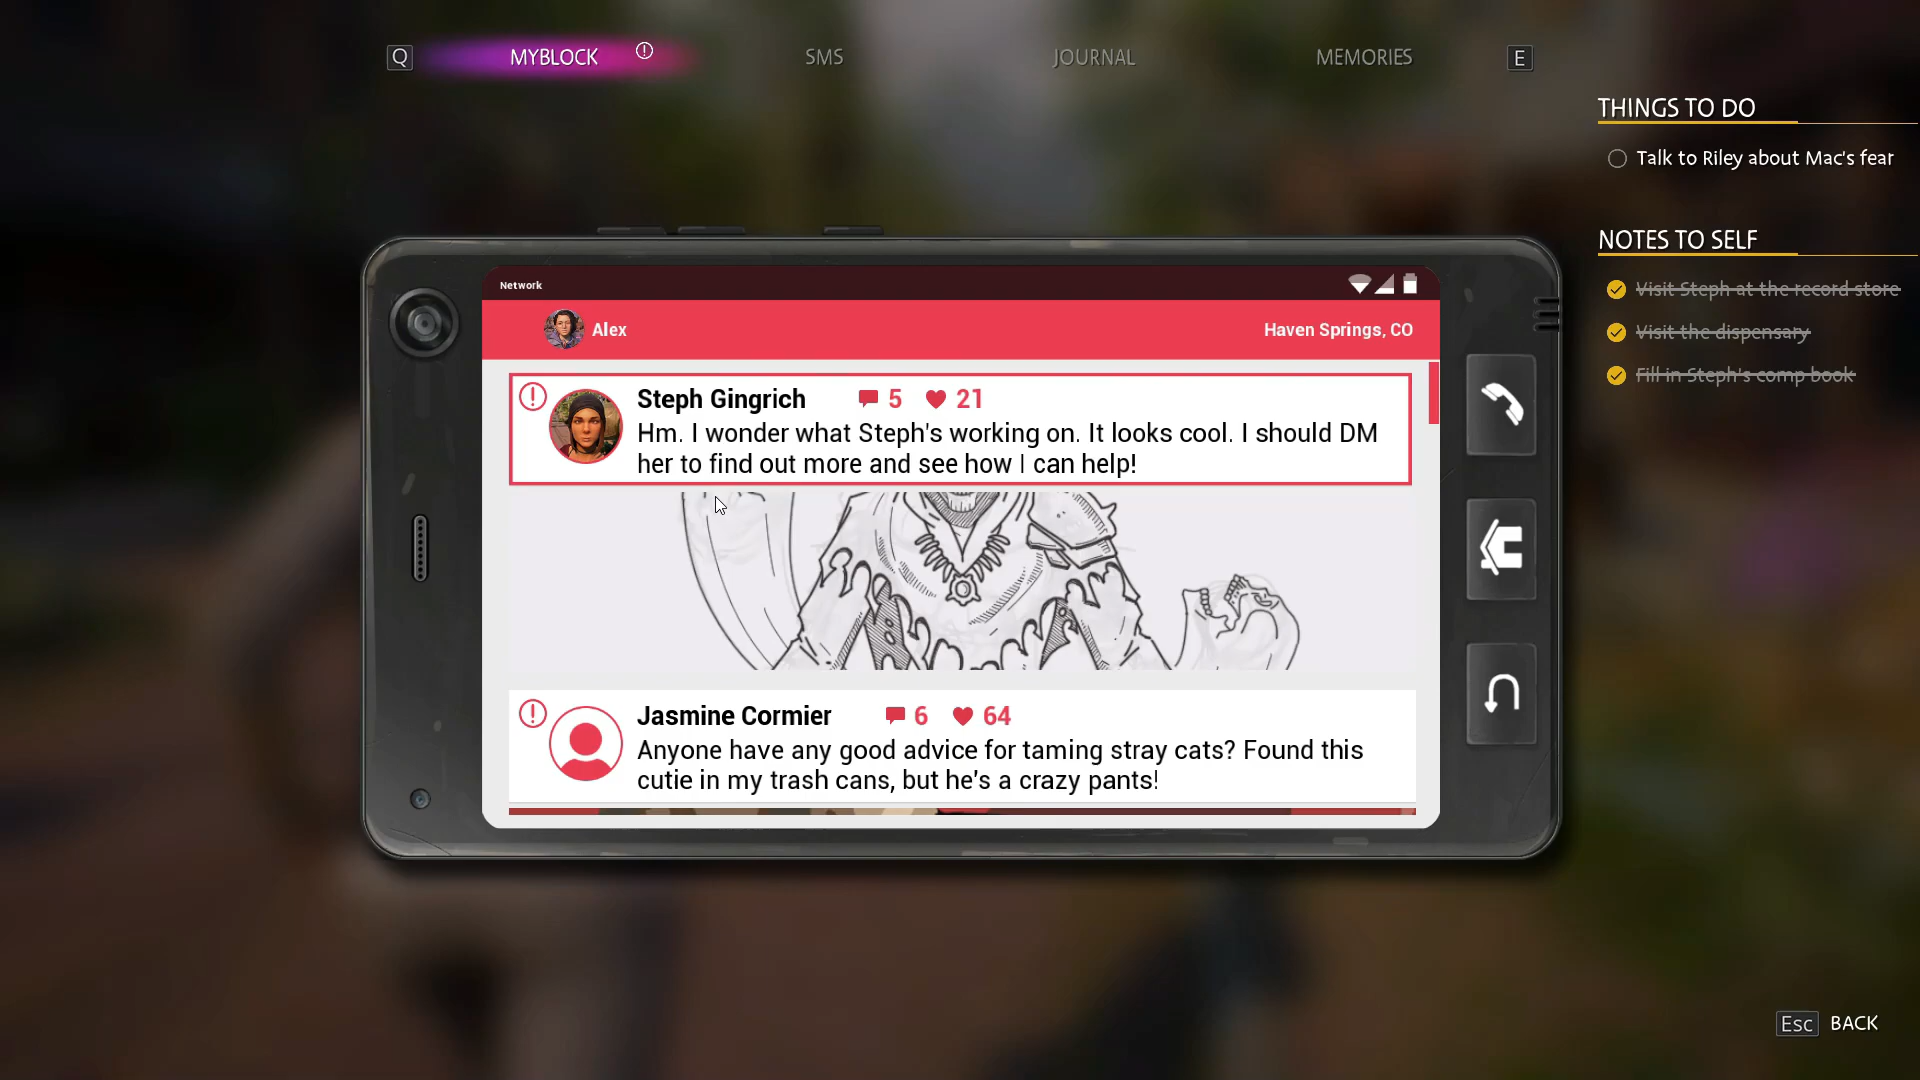 Q MYBLOCK SMS JOURNAL MEMORIES E
THINGS TO DO
Talk to Riley about Mac's fear
NOTES TO SELF
Visit Steph at the record store
Visit the dispensary
Fill in Steph's comp book
Network
Alex Haven Springs, CO
Steph Gingrich 5 21
Hm. I wonder what Steph's working on. It looks cool. I should DM
her to find out more and see how I can help!
Jasmine Cormier 6 64
Anyone have any good advice for taming stray cats? Found this
cutie in my trash cans, but he's a crazy pants!
Esc BACK